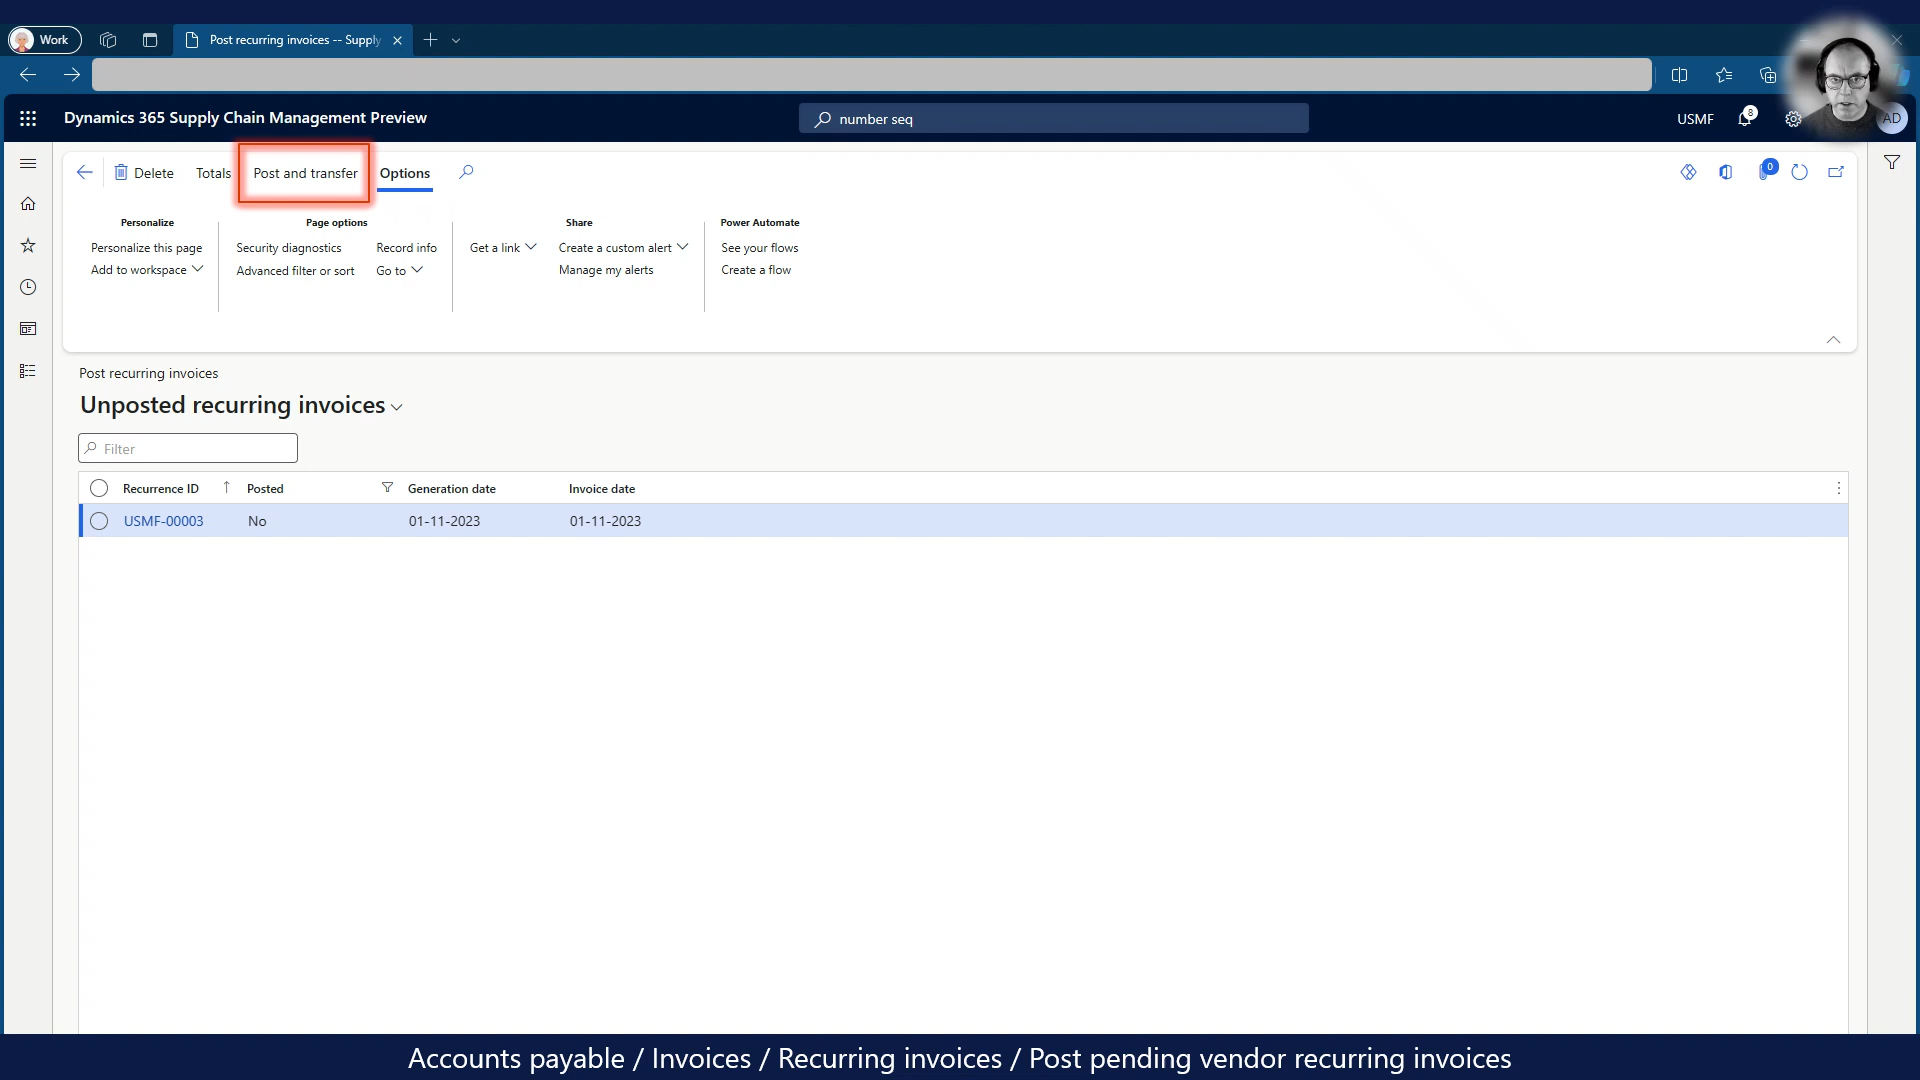 Work
Post recurring invoices -- Supply
Dynamics 365 Supply Chain Management Preview
number seq
USMF
8
AD
Delete
Totals
Post and transfer
Options
0
Personalize
Personalize this page
Add to workspace
Page options
Security diagnostics
Record info
Advanced filter or sort
Go to
Share
Get a link
Create a custom alert
Manage my alerts
Power Automate
See your flows
Create a flow
Post recurring invoices
Unposted recurring invoices
Filter
Recurrence ID Posted Generation date Invoice date
USMF-00003 No 01-11-2023 01-11-2023
Accounts payable / Invoices / Recurring invoices / Post pending vendor recurring invoices